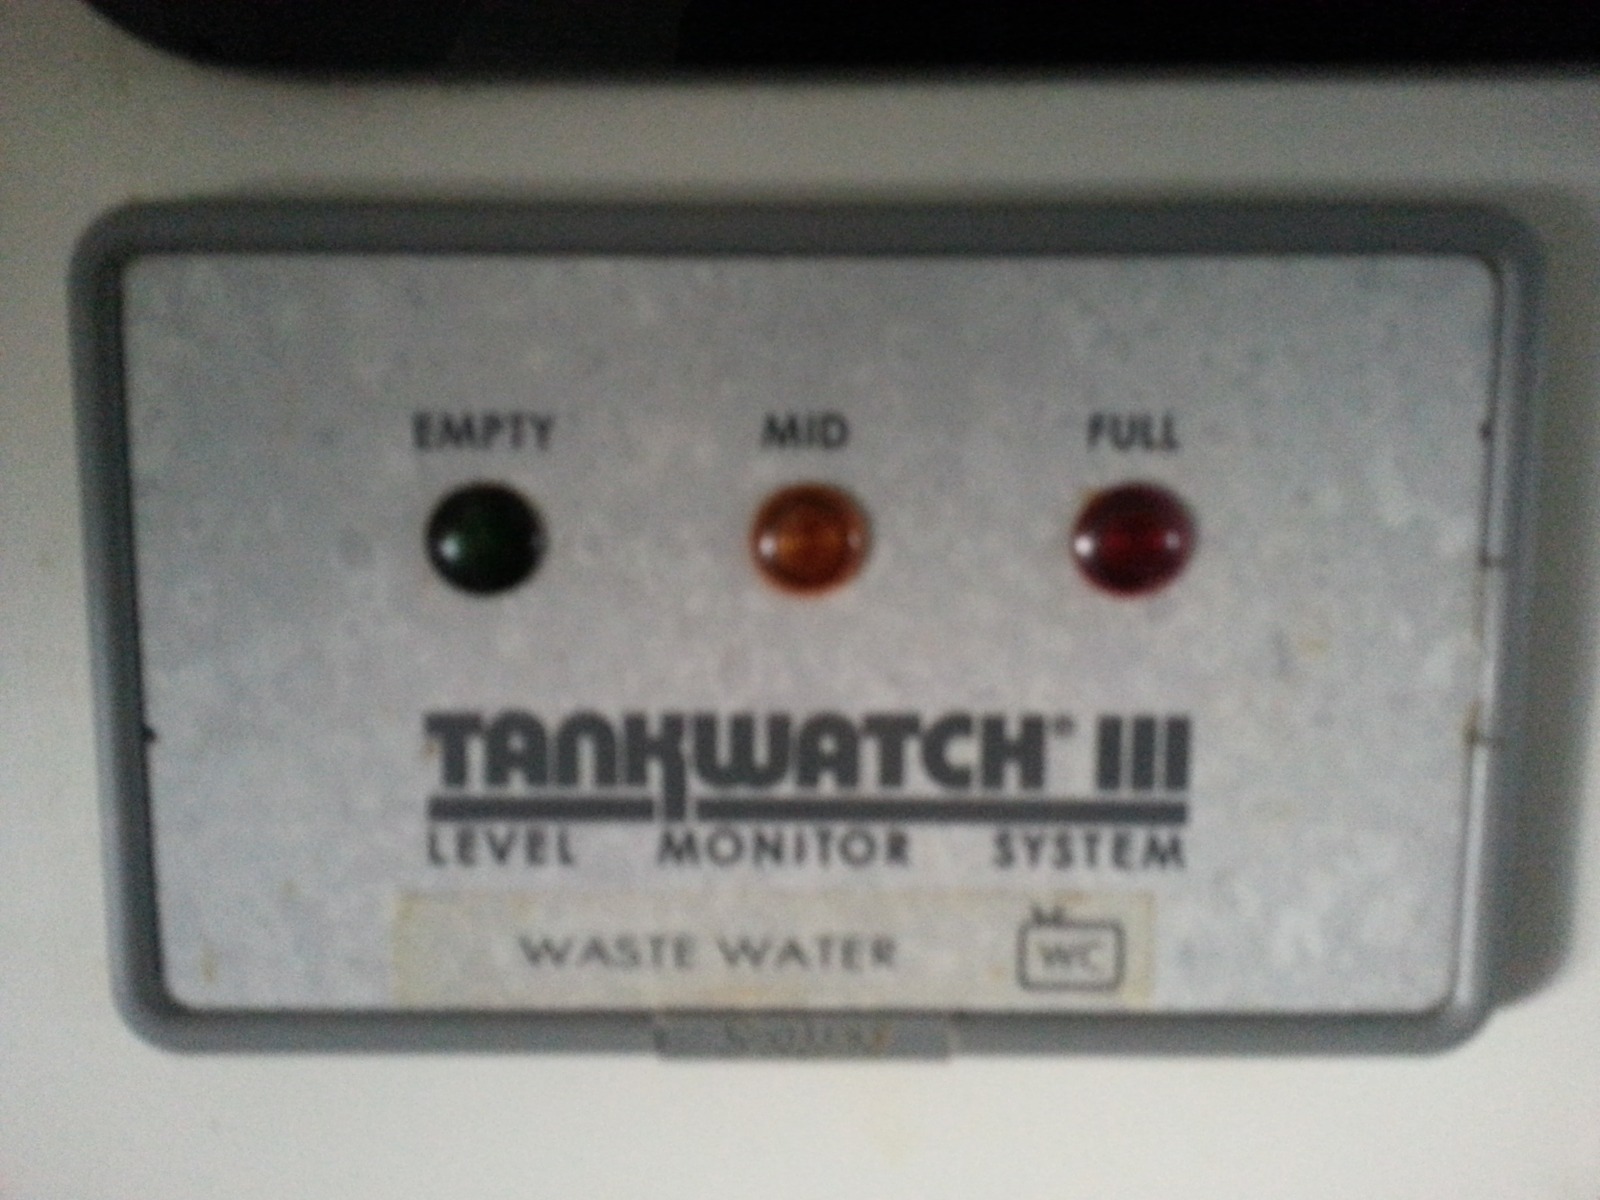 EMPTY MID FULL
TANKWATCH® III
LEVEL MONITOR SYSTEM
WASTE WATER WC